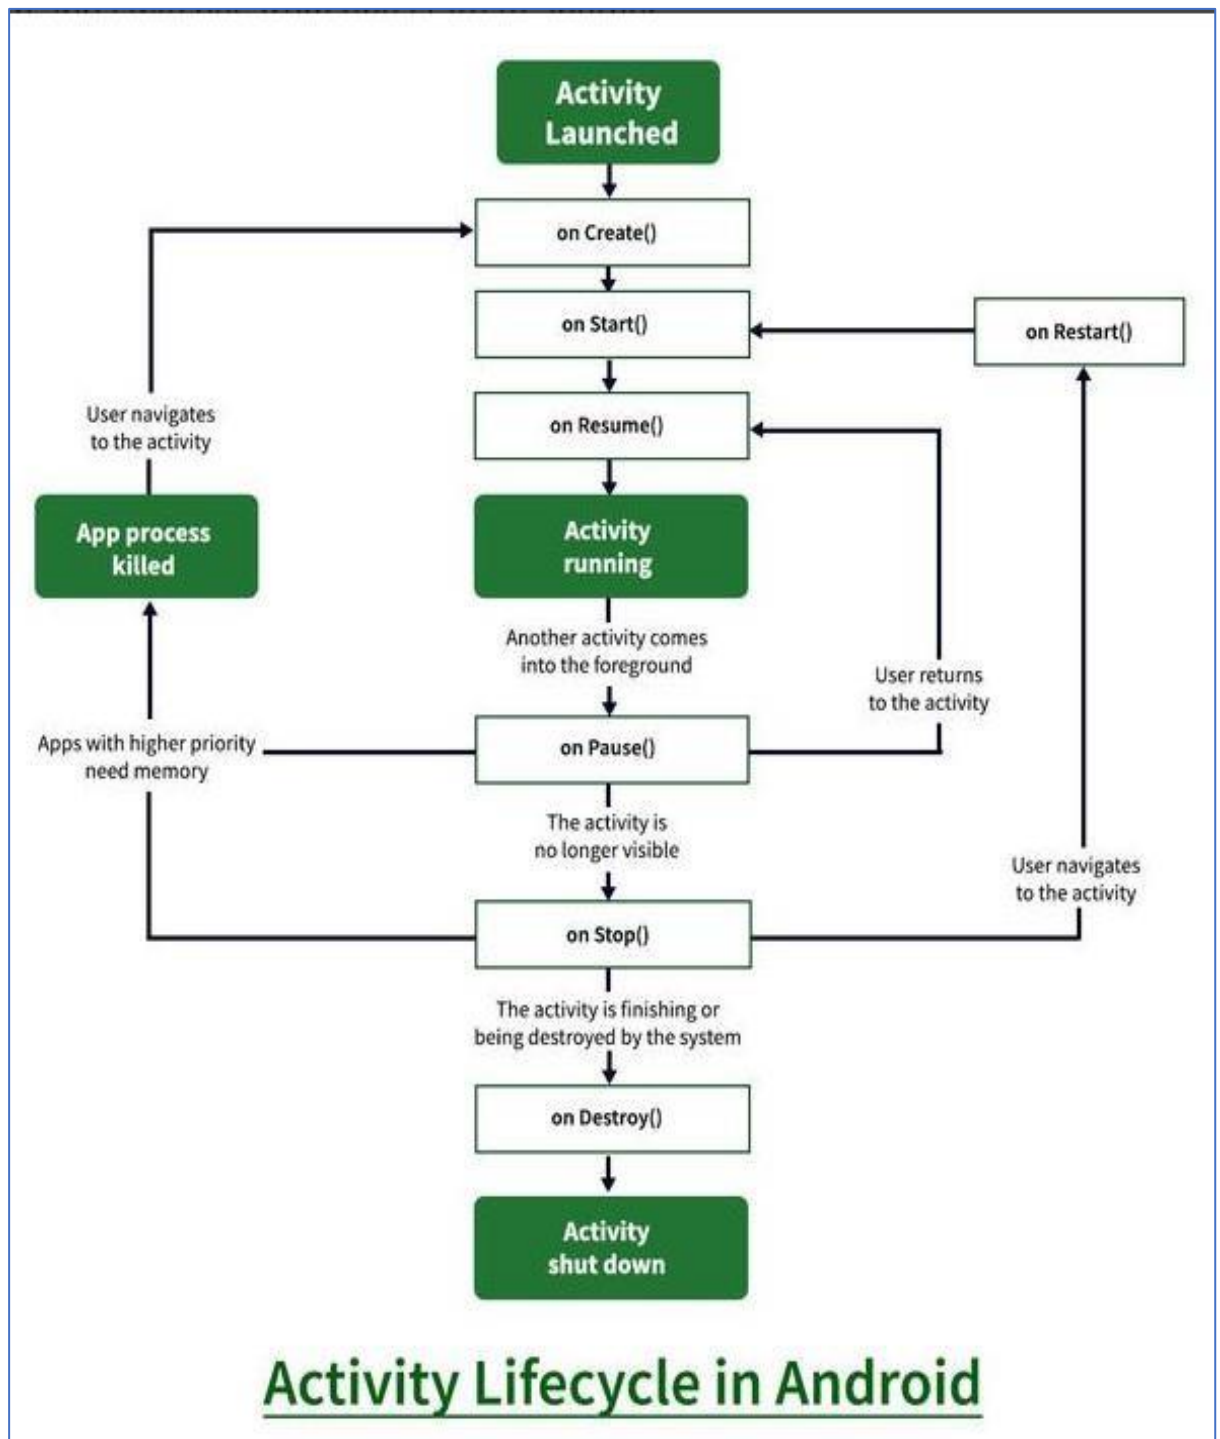 Activity
Launched
on Create()
on Start()
on Restart()
on Resume()
User navigates
to the activity
App process
killed
Activity
running
Another activity comes
into the foreground
User returns
to the activity
Apps with higher priority
need memory
on Pause()
The activity is
no longer visible
User navigates
to the activity
on Stop()
The activity is finishing or
being destroyed by the system
on Destroy()
Activity
shut down
Activity Lifecycle in Android